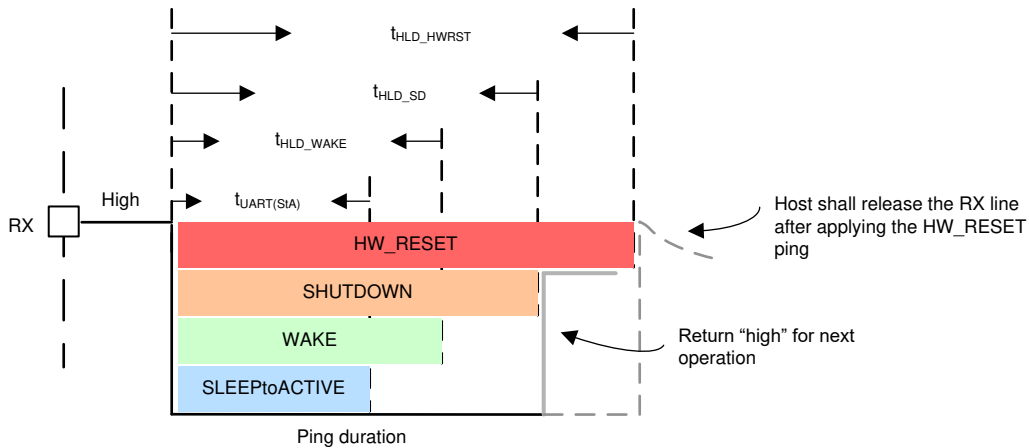 tHLD_HWRST
tHLD_SD
tHLD_WAKE
High
tUART(StA)
RX
HW_RESET
SHUTDOWN
WAKE
SLEEPtoACTIVE
Ping duration
Host shall release the RX line
after applying the HW_RESET
ping
Return “high” for next
operation